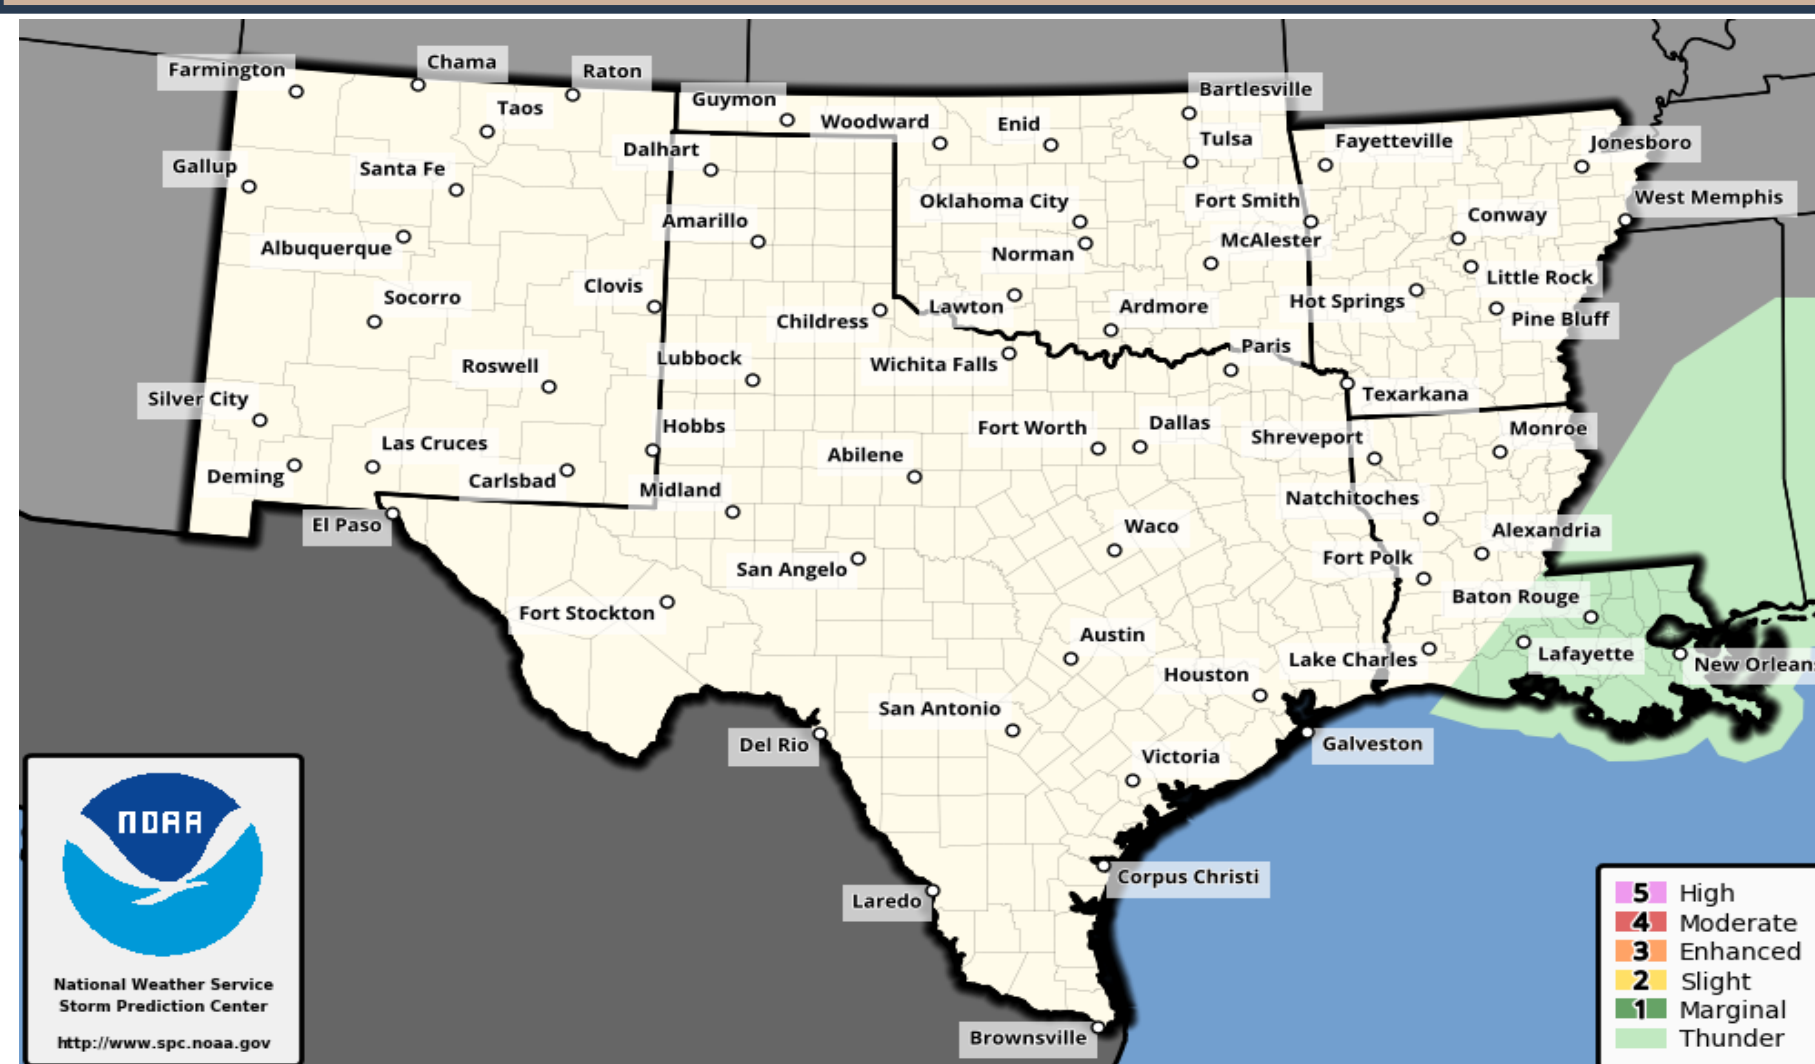 Farmington
Chama
Raton
Taos
Guymon
Woodward
Enid
Bartlesville
Tulsa
Fayetteville
Jonesboro
Gallup
Santa Fe
Dalhart
Oklahoma City
Fort Smith
West Memphis
Conway
Albuquerque
Amarillo
Norman
McAlester
Little Rock
Socorro
Clovis
Childress
Lawton
Ardmore
Hot Springs
Pine Bluff
Roswell
Lubbock
Wichita Falls
Paris
Texarkana
Silver City
Las Cruces
Hobbs
Abilene
Fort Worth
Dallas
Shreveport
Monroe
Deming
Carlsbad
Midland
Natchitoches
El Paso
San Angelo
Waco
Fort Polk
Alexandria
Fort Stockton
Baton Rouge
Austin
Lake Charles
Lafayette
New Orleans
Houston
San Antonio
Del Rio
Victoria
Galveston
Laredo
Corpus Christi
Brownsville
NOAA
National Weather Service
Storm Prediction Center
http://www.spc.noaa.gov
5 High
4 Moderate
3 Enhanced
2 Slight
1 Marginal
Thunder